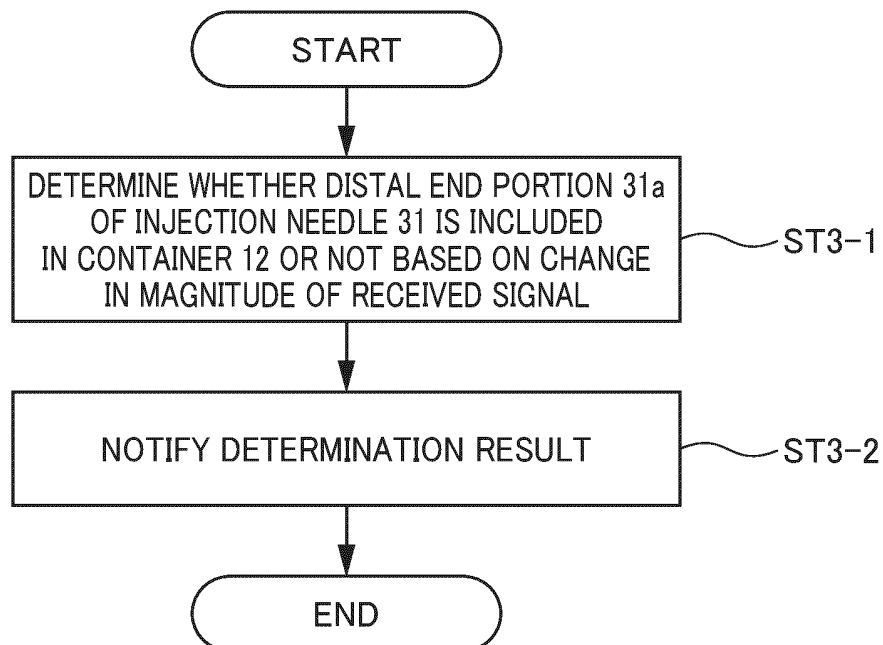 START
DETERMINE WHETHER DISTAL END PORTION 31a
OF INJECTION NEEDLE 31 IS INCLUDED
IN CONTAINER 12 OR NOT BASED ON CHANGE
IN MAGNITUDE OF RECEIVED SIGNAL
ST3-1
NOTIFY DETERMINATION RESULT
ST3-2
END